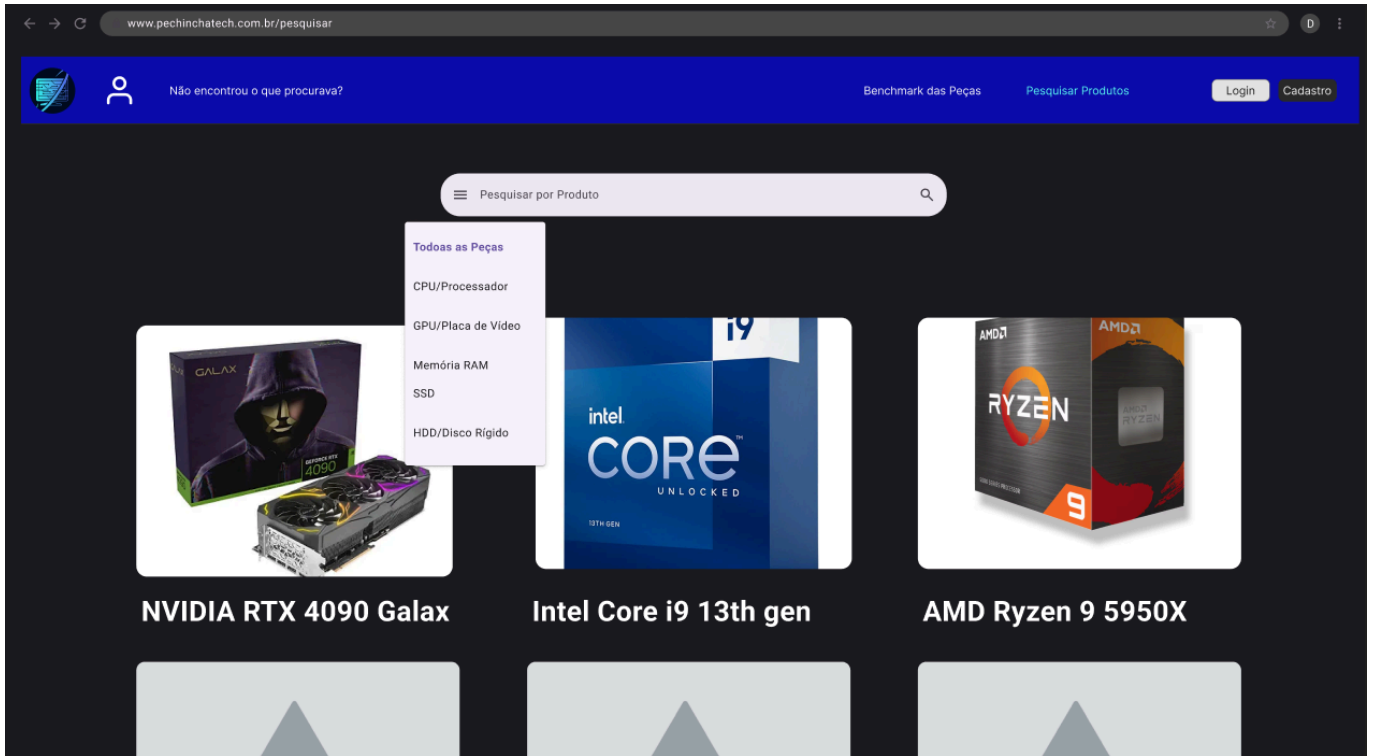 www.pechinchatech.com.br/pesquisar
D
Não encontrou o que procurava?
Benchmark das Peças
Pesquisar Produtos
Login
Cadastro
Pesquisar por Produto
Todoas as Peças
CPU/Processador
GPU/Placa de Vídeo
Memória RAM
SSD
HDD/Disco Rígido
GALAX
GEFORCE RTX
4090
i9
intel.
CORE™
UNLOCKED
13TH GEN
AMD
AMD
RYZEN
AMD
RYZEN
9
NVIDIA RTX 4090 Galax
Intel Core i9 13th gen
AMD Ryzen 9 5950X